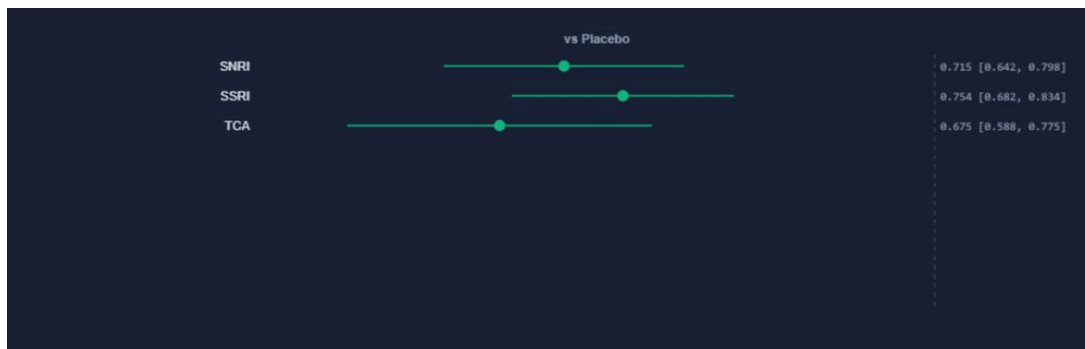 vs Placebo
SNRI 0.715 [0.642, 0.798]
SSRI 0.754 [0.682, 0.834]
TCA 0.675 [0.588, 0.775]